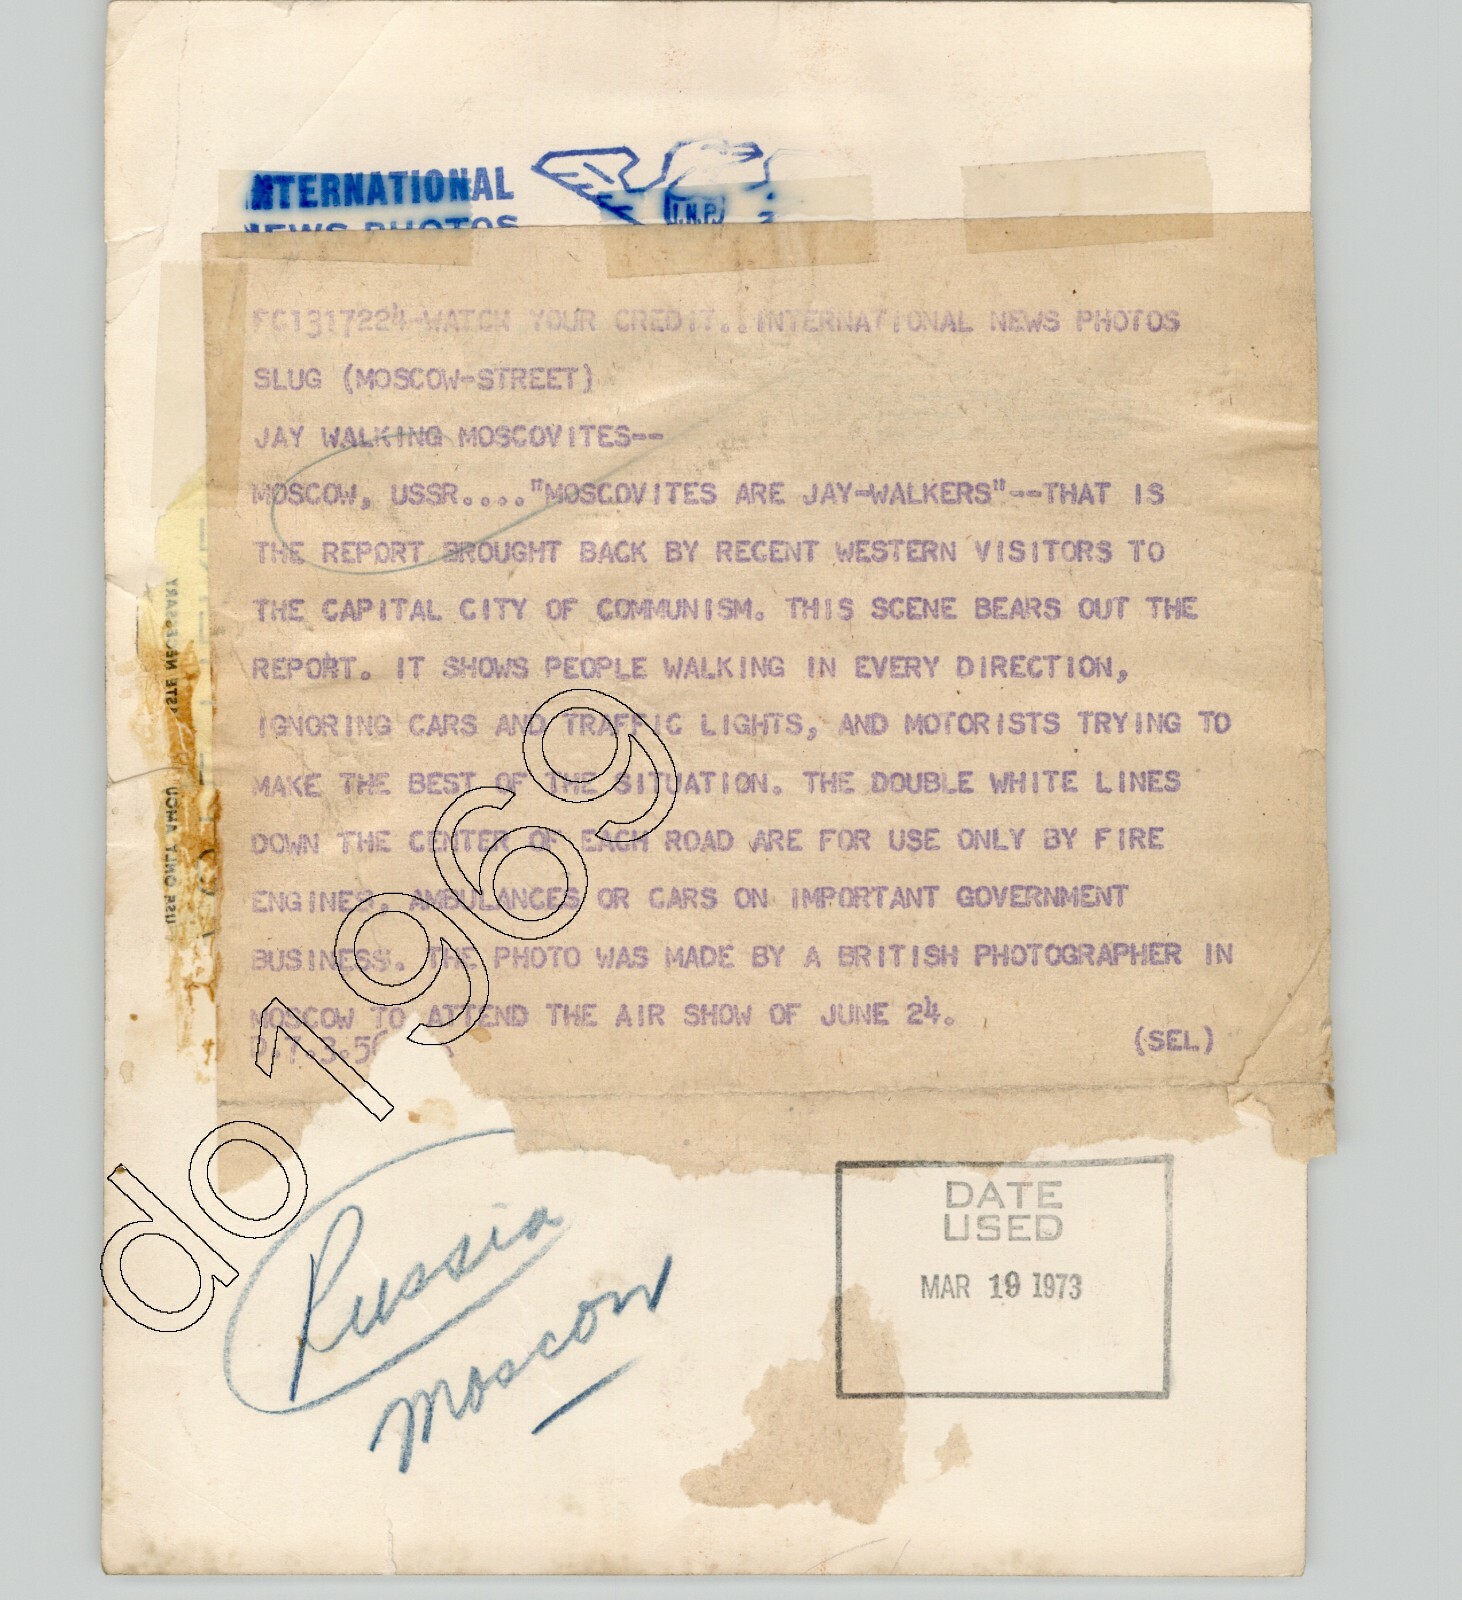 INTERNATIONAL
NEWS PHOTOS
I.N.P.
FC1317224-WATCH YOUR CREDIT..INTERNATIONAL NEWS PHOTOS
SLUG (MOSCOW-STREET)
JAY WALKING MOSCOVITES--
MOSCOW, USSR...."MOSCOVITES ARE JAY-WALKERS"--THAT IS
THE REPORT BROUGHT BACK BY RECENT WESTERN VISITORS TO
THE CAPITAL CITY OF COMMUNISM. THIS SCENE BEARS OUT THE
REPORT. IT SHOWS PEOPLE WALKING IN EVERY DIRECTION,
IGNORING CARS AND TRAFFIC LIGHTS, AND MOTORISTS TRYING TO
MAKE THE BEST OF THE SITUATION. THE DOUBLE WHITE LINES
DOWN THE CENTER OF EACH ROAD ARE FOR USE ONLY BY FIRE
ENGINES, AMBULANCES OR CARS ON IMPORTANT GOVERNMENT
BUSINESS. THE PHOTO WAS MADE BY A BRITISH PHOTOGRAPHER IN
MOSCOW TO ATTEND THE AIR SHOW OF JUNE 24.
(SEL)
do1969
Russia
Moscow
DATE
USED
MAR 19 1973